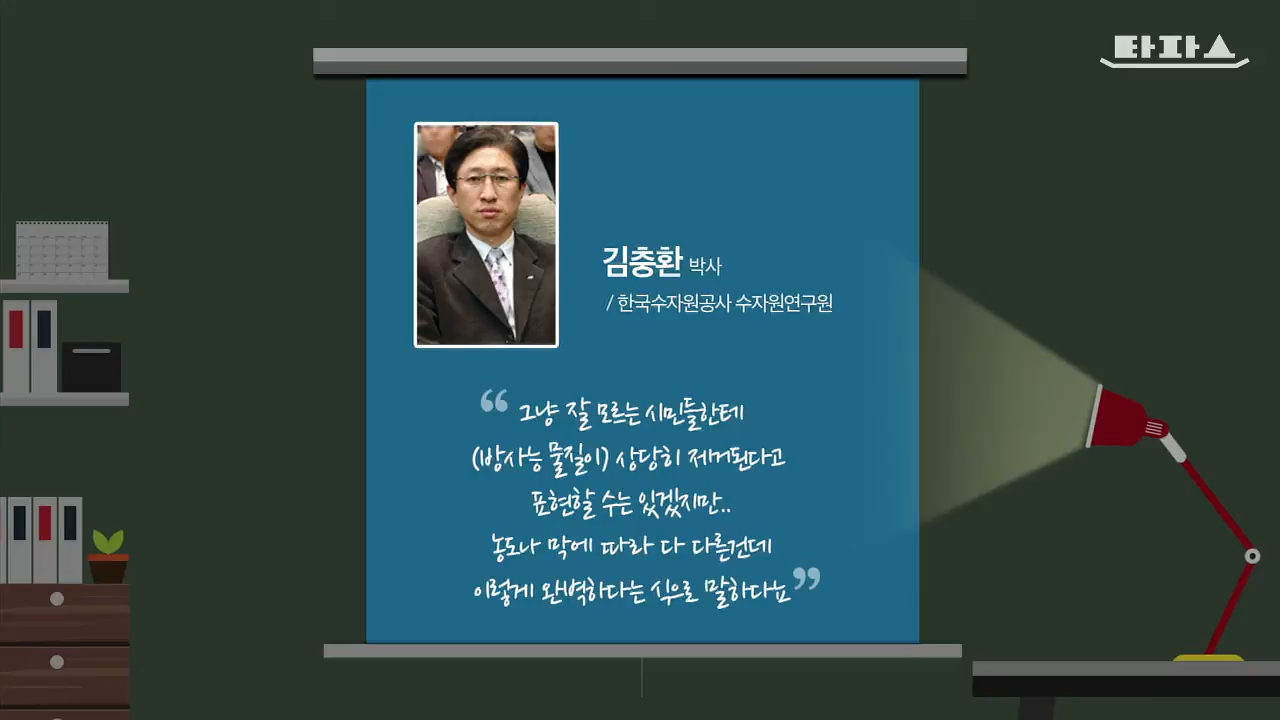 타파스
김충환 박사
/ 한국수자원공사 수자원연구원
“ 그냥 잘 모르는 시민들한테
(방사능 물질이) 상당히 제거된다고
표현할 수는 있겠지만..
농도나 막에 따라 다 다른건데
이렇게 완벽하다는 식으로 말하다뇨 ”